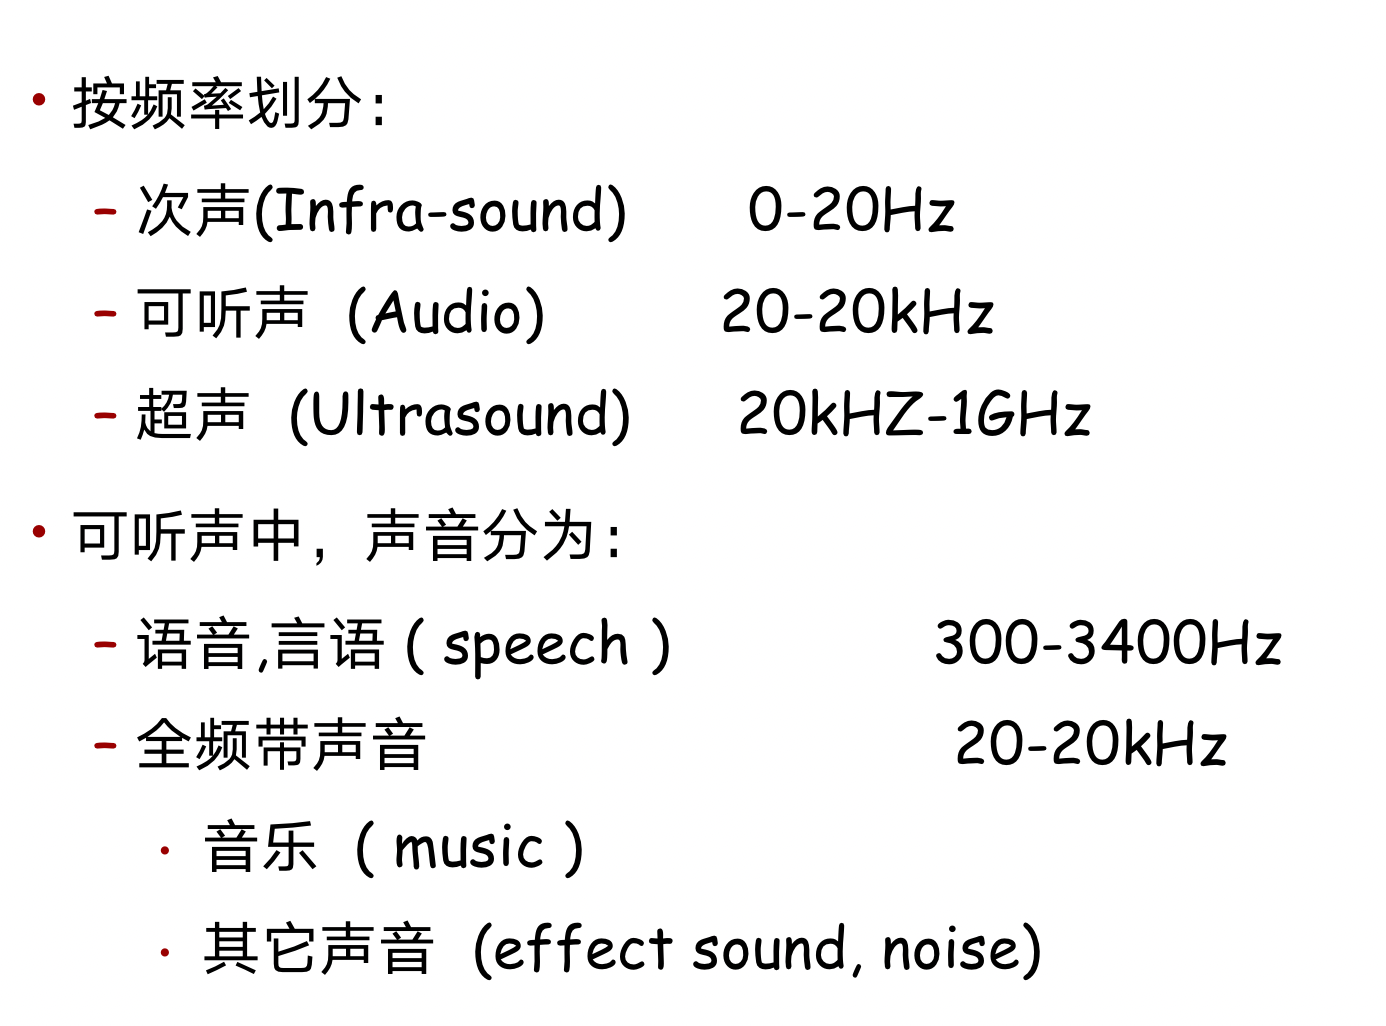 • 按频率划分：
– 次声(Infra-sound) 0-20Hz
– 可听声 (Audio) 20-20kHz
– 超声 (Ultrasound) 20kHZ-1GHz
• 可听声中，声音分为：
– 语音,言语 ( speech ) 300-3400Hz
– 全频带声音 20-20kHz
• 音乐 ( music )
• 其它声音 (effect sound, noise)